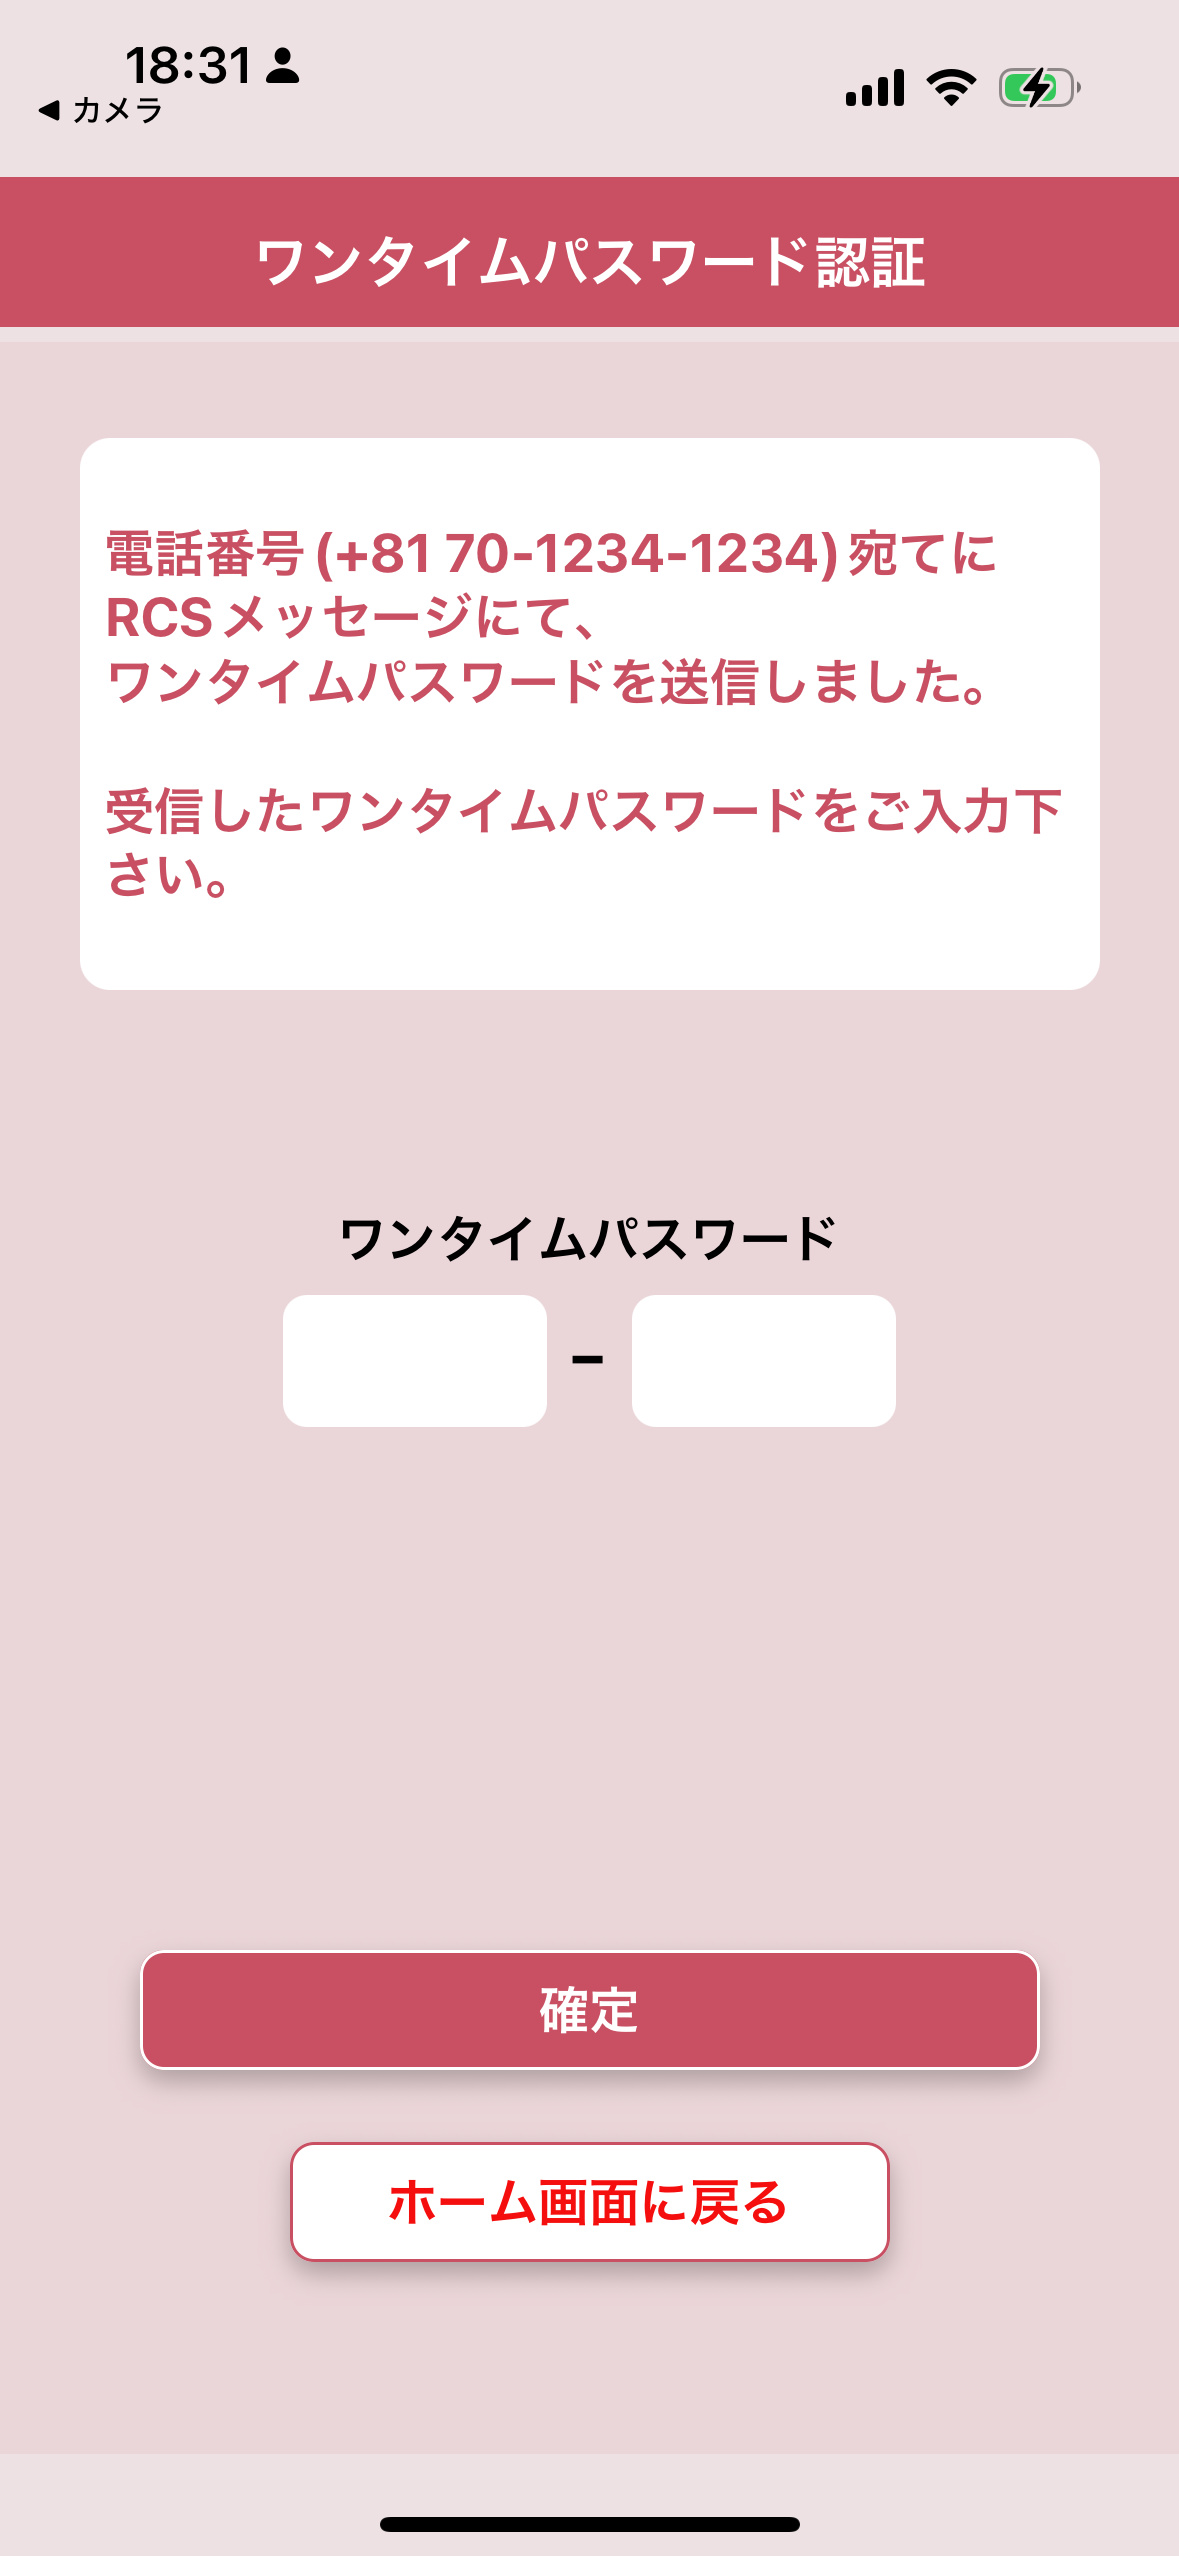 18:31
◀ カメラ
ワンタイムパスワード認証
電話番号(+81 70-1234-1234)宛てに
RCSメッセージにて、
ワンタイムパスワードを送信しました。
受信したワンタイムパスワードをご入力下
さい。
ワンタイムパスワード
–
確定
ホーム画面に戻る